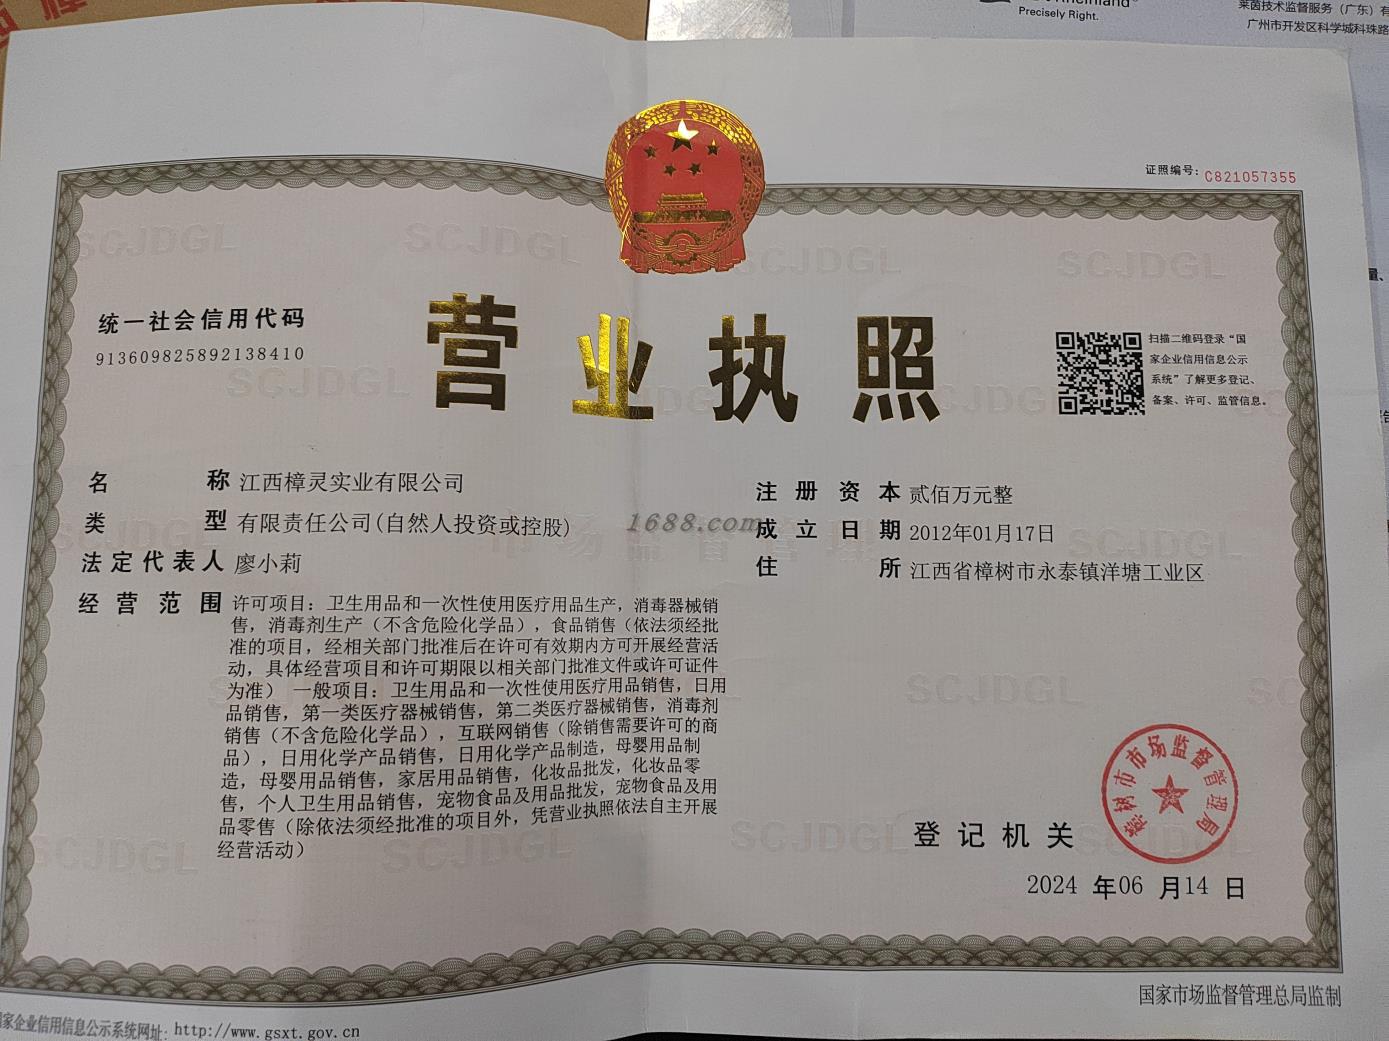 Precisely Right.
莱茵技术监督服务（广东）有
广州市开发区科学城科珠路
证照编号：C821057355
统一社会信用代码
913609825892138410
营业执照
扫描二维码登录“国
家企业信用信息公示
系统”了解更多登记、
备案、许可、监管信息。
名称 江西樟灵实业有限公司
类型 有限责任公司(自然人投资或控股)
法定代表人 廖小莉
经营范围 许可项目：卫生用品和一次性使用医疗用品生产，消毒器械销
售，消毒剂生产（不含危险化学品），食品销售（依法须经批
准的项目，经相关部门批准后在许可有效期内方可开展经营活
动，具体经营项目和许可期限以相关部门批准文件或许可证件
为准） 一般项目：卫生用品和一次性使用医疗用品销售，日用
品销售，第一类医疗器械销售，第二类医疗器械销售，消毒剂
销售（不含危险化学品），互联网销售（除销售需要许可的商
品），日用化学产品销售，日用化学产品制造，母婴用品制
造，母婴用品销售，家居用品销售，化妆品批发，化妆品零
售，个人卫生用品销售，宠物食品及用品批发，宠物食品及用
品零售（除依法须经批准的项目外，凭营业执照依法自主开展
经营活动）
1688.com
注册资本 贰佰万元整
成立日期 2012年01月17日
住所 江西省樟树市永泰镇洋塘工业区
登记机关
樟树市市场监督管理局
2024 年06 月14 日
SCJDGL
市场监督管理
国家市场监督管理总局监制
家企业信用信息公示系统网址：http://www.gsxt.gov.cn